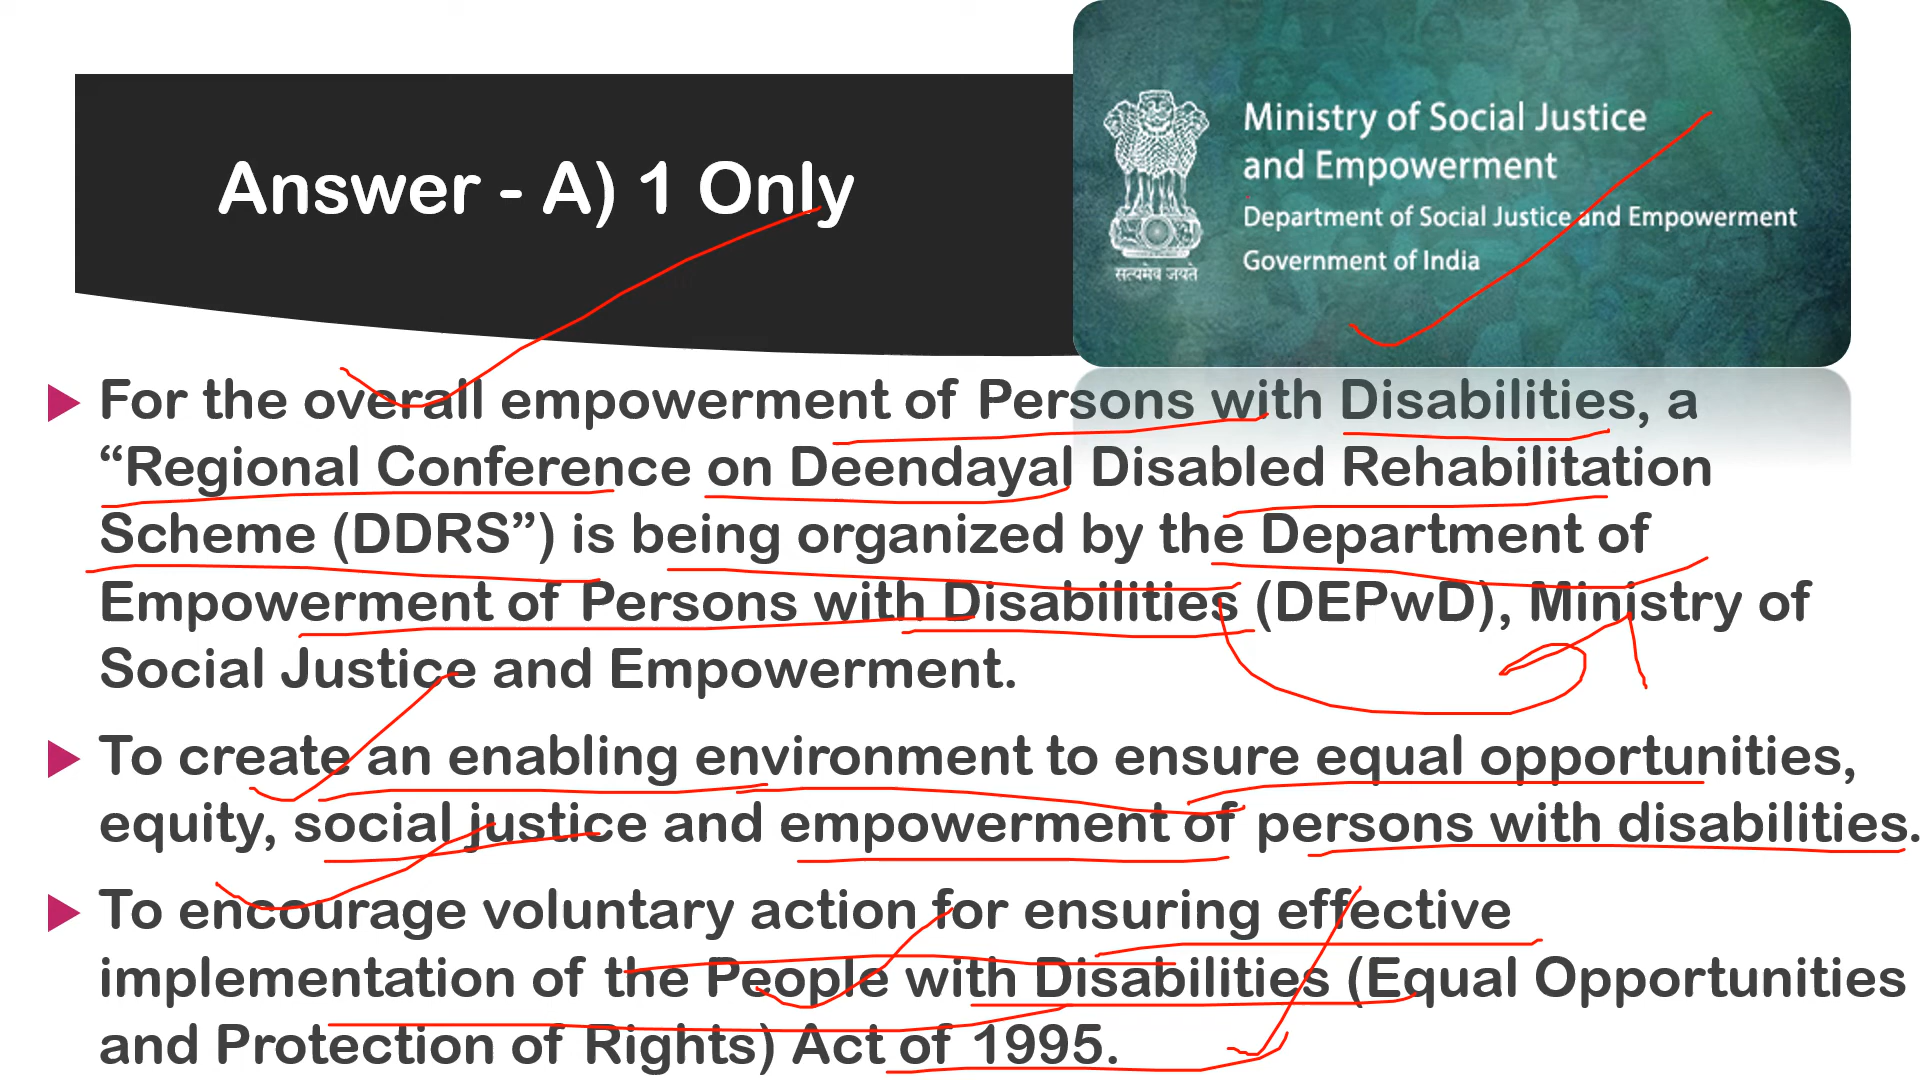 Answer - A) 1 Only
Ministry of Social Justice
and Empowerment
Department of Social Justice and Empowerment
Government of India
सत्यमेव जयते
For the overall empowerment of Persons with Disabilities, a
“Regional Conference on Deendayal Disabled Rehabilitation
Scheme (DDRS”) is being organized by the Department of
Empowerment of Persons with Disabilities (DEPwD), Ministry of
Social Justice and Empowerment.
To create an enabling environment to ensure equal opportunities,
equity, social justice and empowerment of persons with disabilities.
To encourage voluntary action for ensuring effective
implementation of the People with Disabilities (Equal Opportunities
and Protection of Rights) Act of 1995.